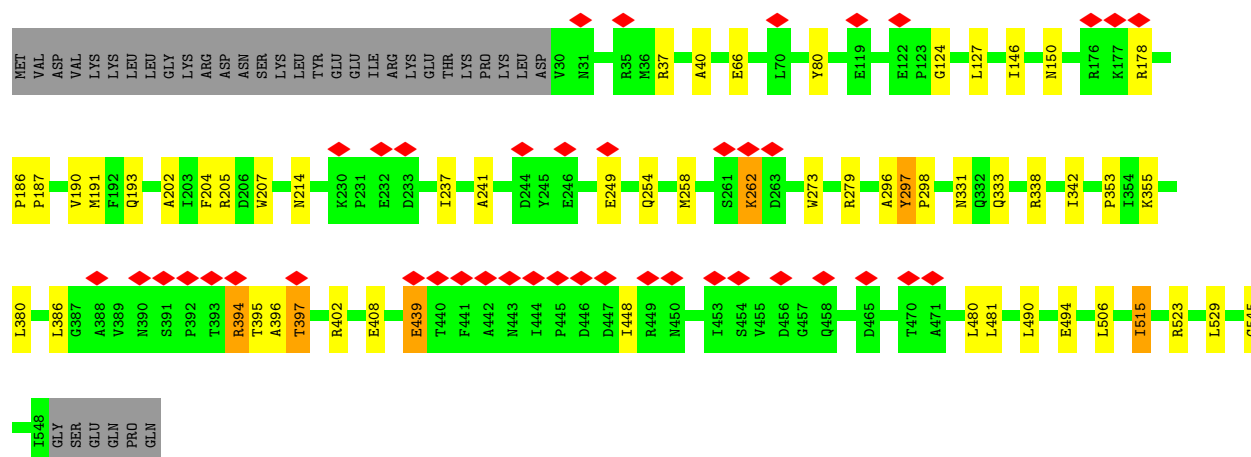 MET VAL ASP VAL LYS LYS LEU LEU GLY LYS ARG ASP ASN SER LYS LEU TYR GLU GLU ILE ARG LYS GLU THR LYS PRO LYS LEU ASP V30 N31 R35 M36 R37 A40 E66 L70 Y80 E119 E122 P123 G124 L127 I146 N150 R176 K177 R178
P186 P187 V190 M191 F192 Q193 A202 I203 F204 R205 D206 W207 N214 K230 P231 E232 D233 I237 A241 D244 Y245 E246 E249 Q254 M258 S261 K262 D263 W273 R279 A296 Y297 P298 N331 Q332 Q333 R338 I342 P353 I354 K355
L380 L386 G387 A388 V389 N390 S391 P392 T393 R394 T395 A396 T397 R402 E408 E439 T440 F441 A442 N443 I444 P445 D446 D447 I448 R449 N450 I453 S454 V455 D456 G457 Q458 D465 T470 A471 L480 L481 L490 E494 L506 I515 R523 L529
I548 GLY SER GLU GLN PRO GLN